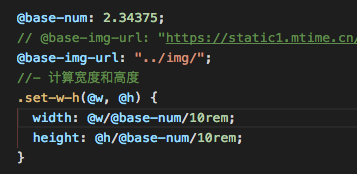 @base-num: 2.34375;
// @base-img-url: "https://static1.mtime.cn/
@base-img-url: "../img/";
//- 计算宽度和高度
.set-w-h(@w, @h) {
width: @w/@base-num/10rem;
height: @h/@base-num/10rem;
}